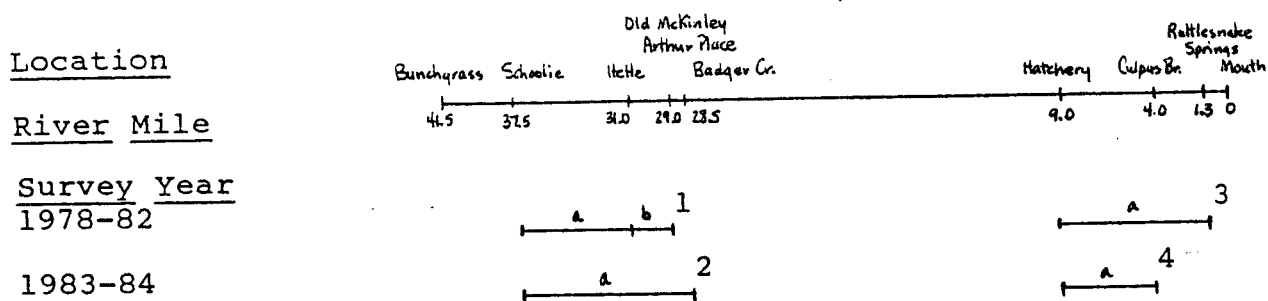 Old McKinley
Arthur Place
Rattlesnake
Springs
Location
Bunchgrass Schoolie HeHe Badger Cr. Hatchery Culpus Br. Mouth
River Mile
41.5 37.5 31.0 29.0 28.5 9.0 4.0 1.3 0
Survey Year
1978-82
a b 1 a 3
1983-84
a 2 a 4